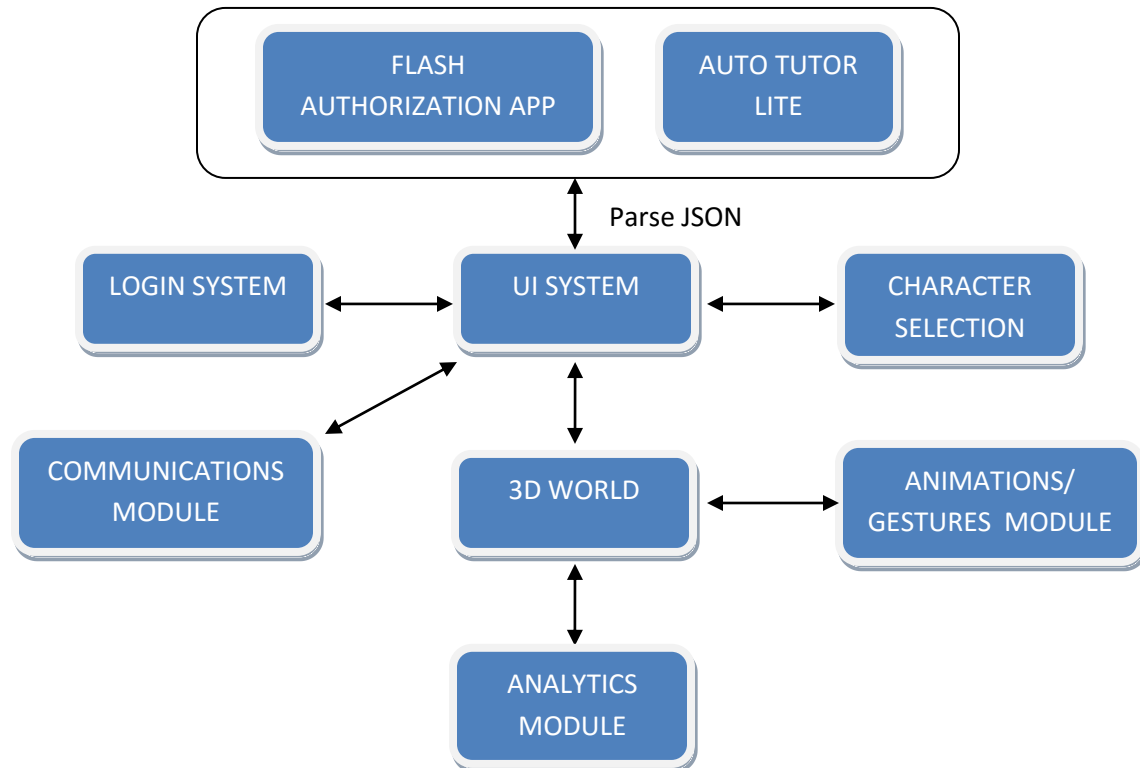 FLASH
AUTHORIZATION APP
AUTO TUTOR
LITE
Parse JSON
LOGIN SYSTEM
UI SYSTEM
CHARACTER
SELECTION
COMMUNICATIONS
MODULE
3D WORLD
ANIMATIONS/
GESTURES MODULE
ANALYTICS
MODULE